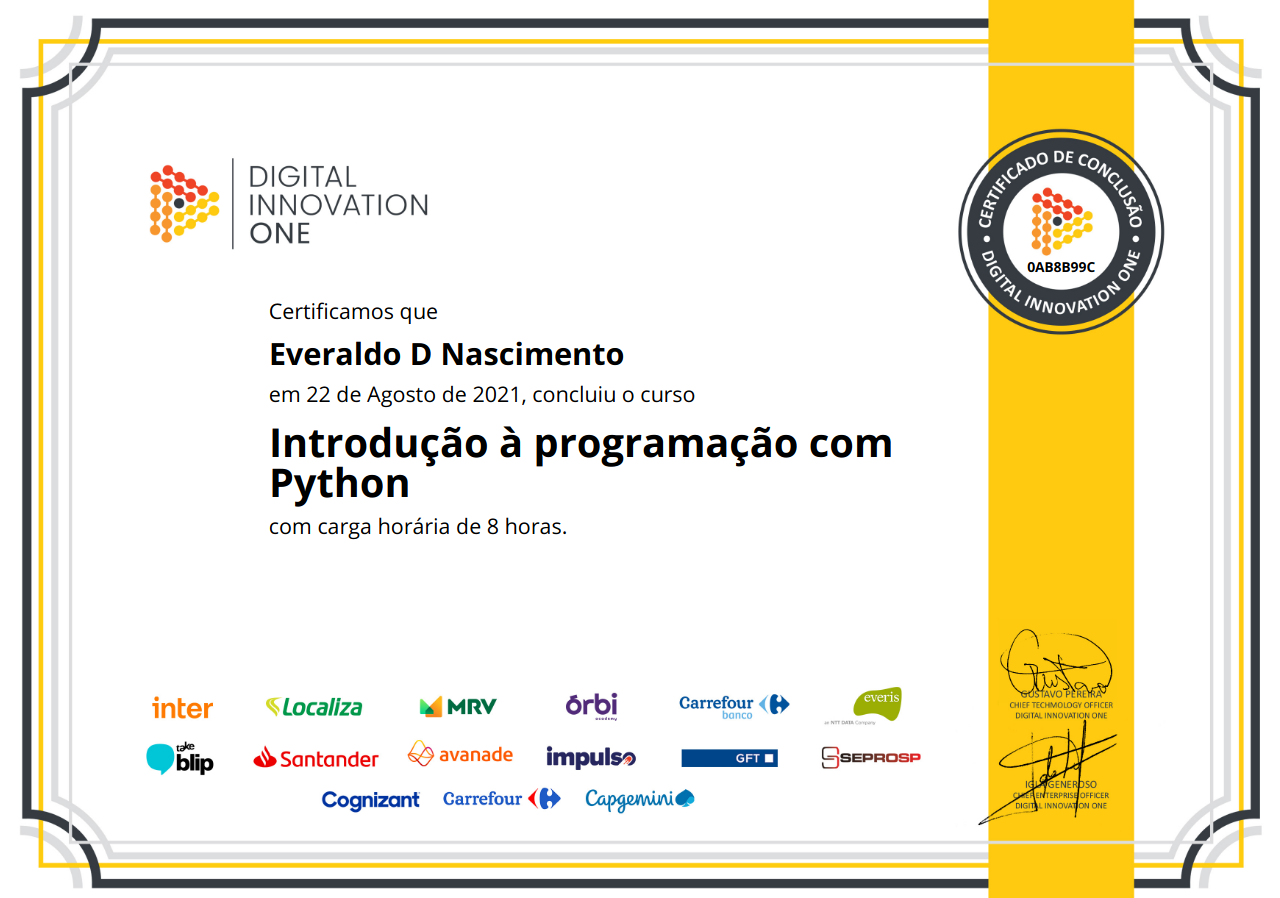 DIGITAL
INNOVATION
ONE
CERTIFICADO DE CONCLUSÃO
0AB8B99C
DIGITAL INNOVATION ONE
Certificamos que
Everaldo D Nascimento
em 22 de Agosto de 2021, concluiu o curso
Introdução à programação com
Python
com carga horária de 8 horas.
inter
Localiza
MRV
órbi
academy
Carrefour
banco
everis
an NTT DATA Company
take
blip
Santander
avanade
impulso
GFT
SEPROSP
Cognizant
Carrefour
Capgemini
Gustavo
GUSTAVO PEREIRA
CHIEF TECHMOLOGY OFFICER
DIGITAL INNOVATION ONE
GENEROSO
CHIEF ENTERPRISE OFFICER
DIGITAL INNOVATION ONE